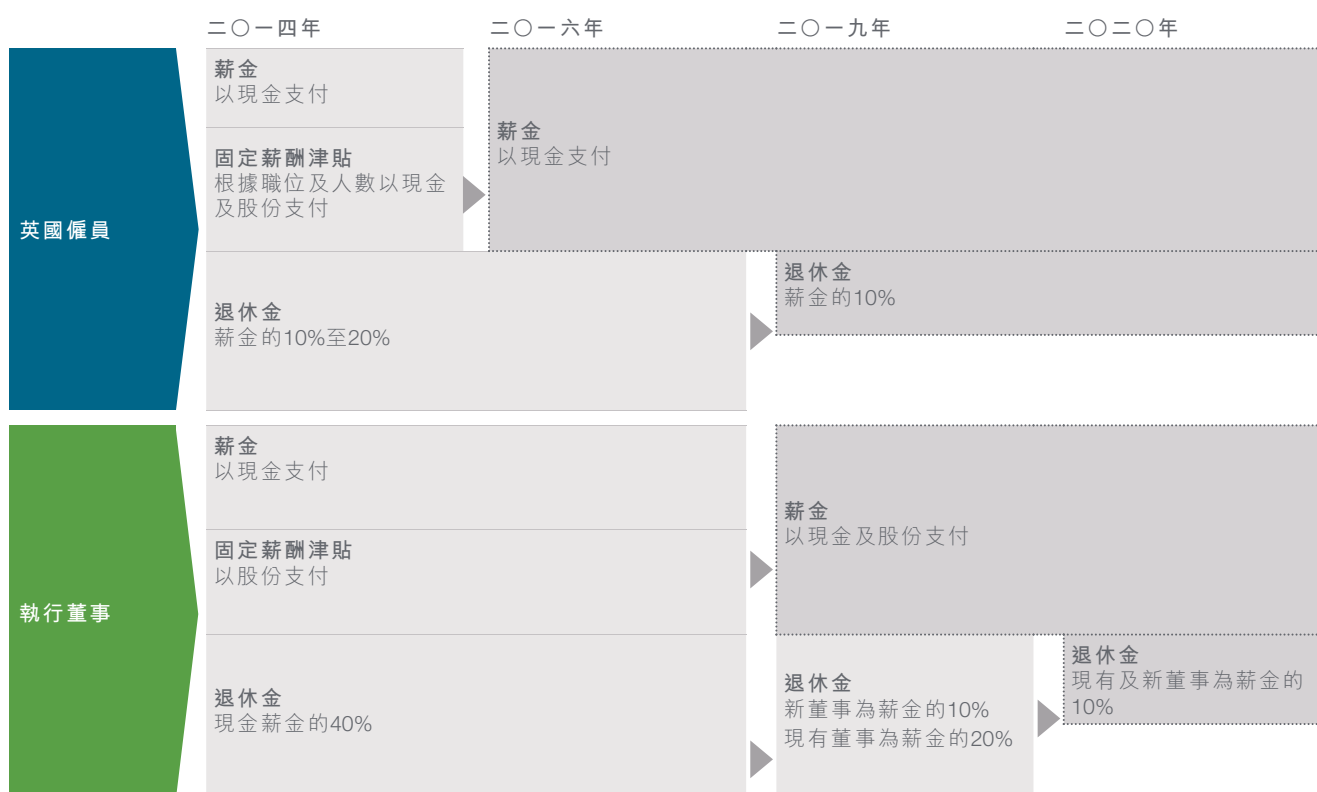 二〇一四年
二〇一六年
二〇一九年
二〇二〇年
英國僱員
薪金
以現金支付
固定薪酬津貼
根據職位及人數以現金
及股份支付
薪金
以現金支付
退休金
薪金的10%至20%
退休金
薪金的10%
執行董事
薪金
以現金支付
固定薪酬津貼
以股份支付
薪金
以現金及股份支付
退休金
現金薪金的40%
退休金
新董事為薪金的10%
現有董事為薪金的20%
退休金
現有及新董事為薪金的
10%